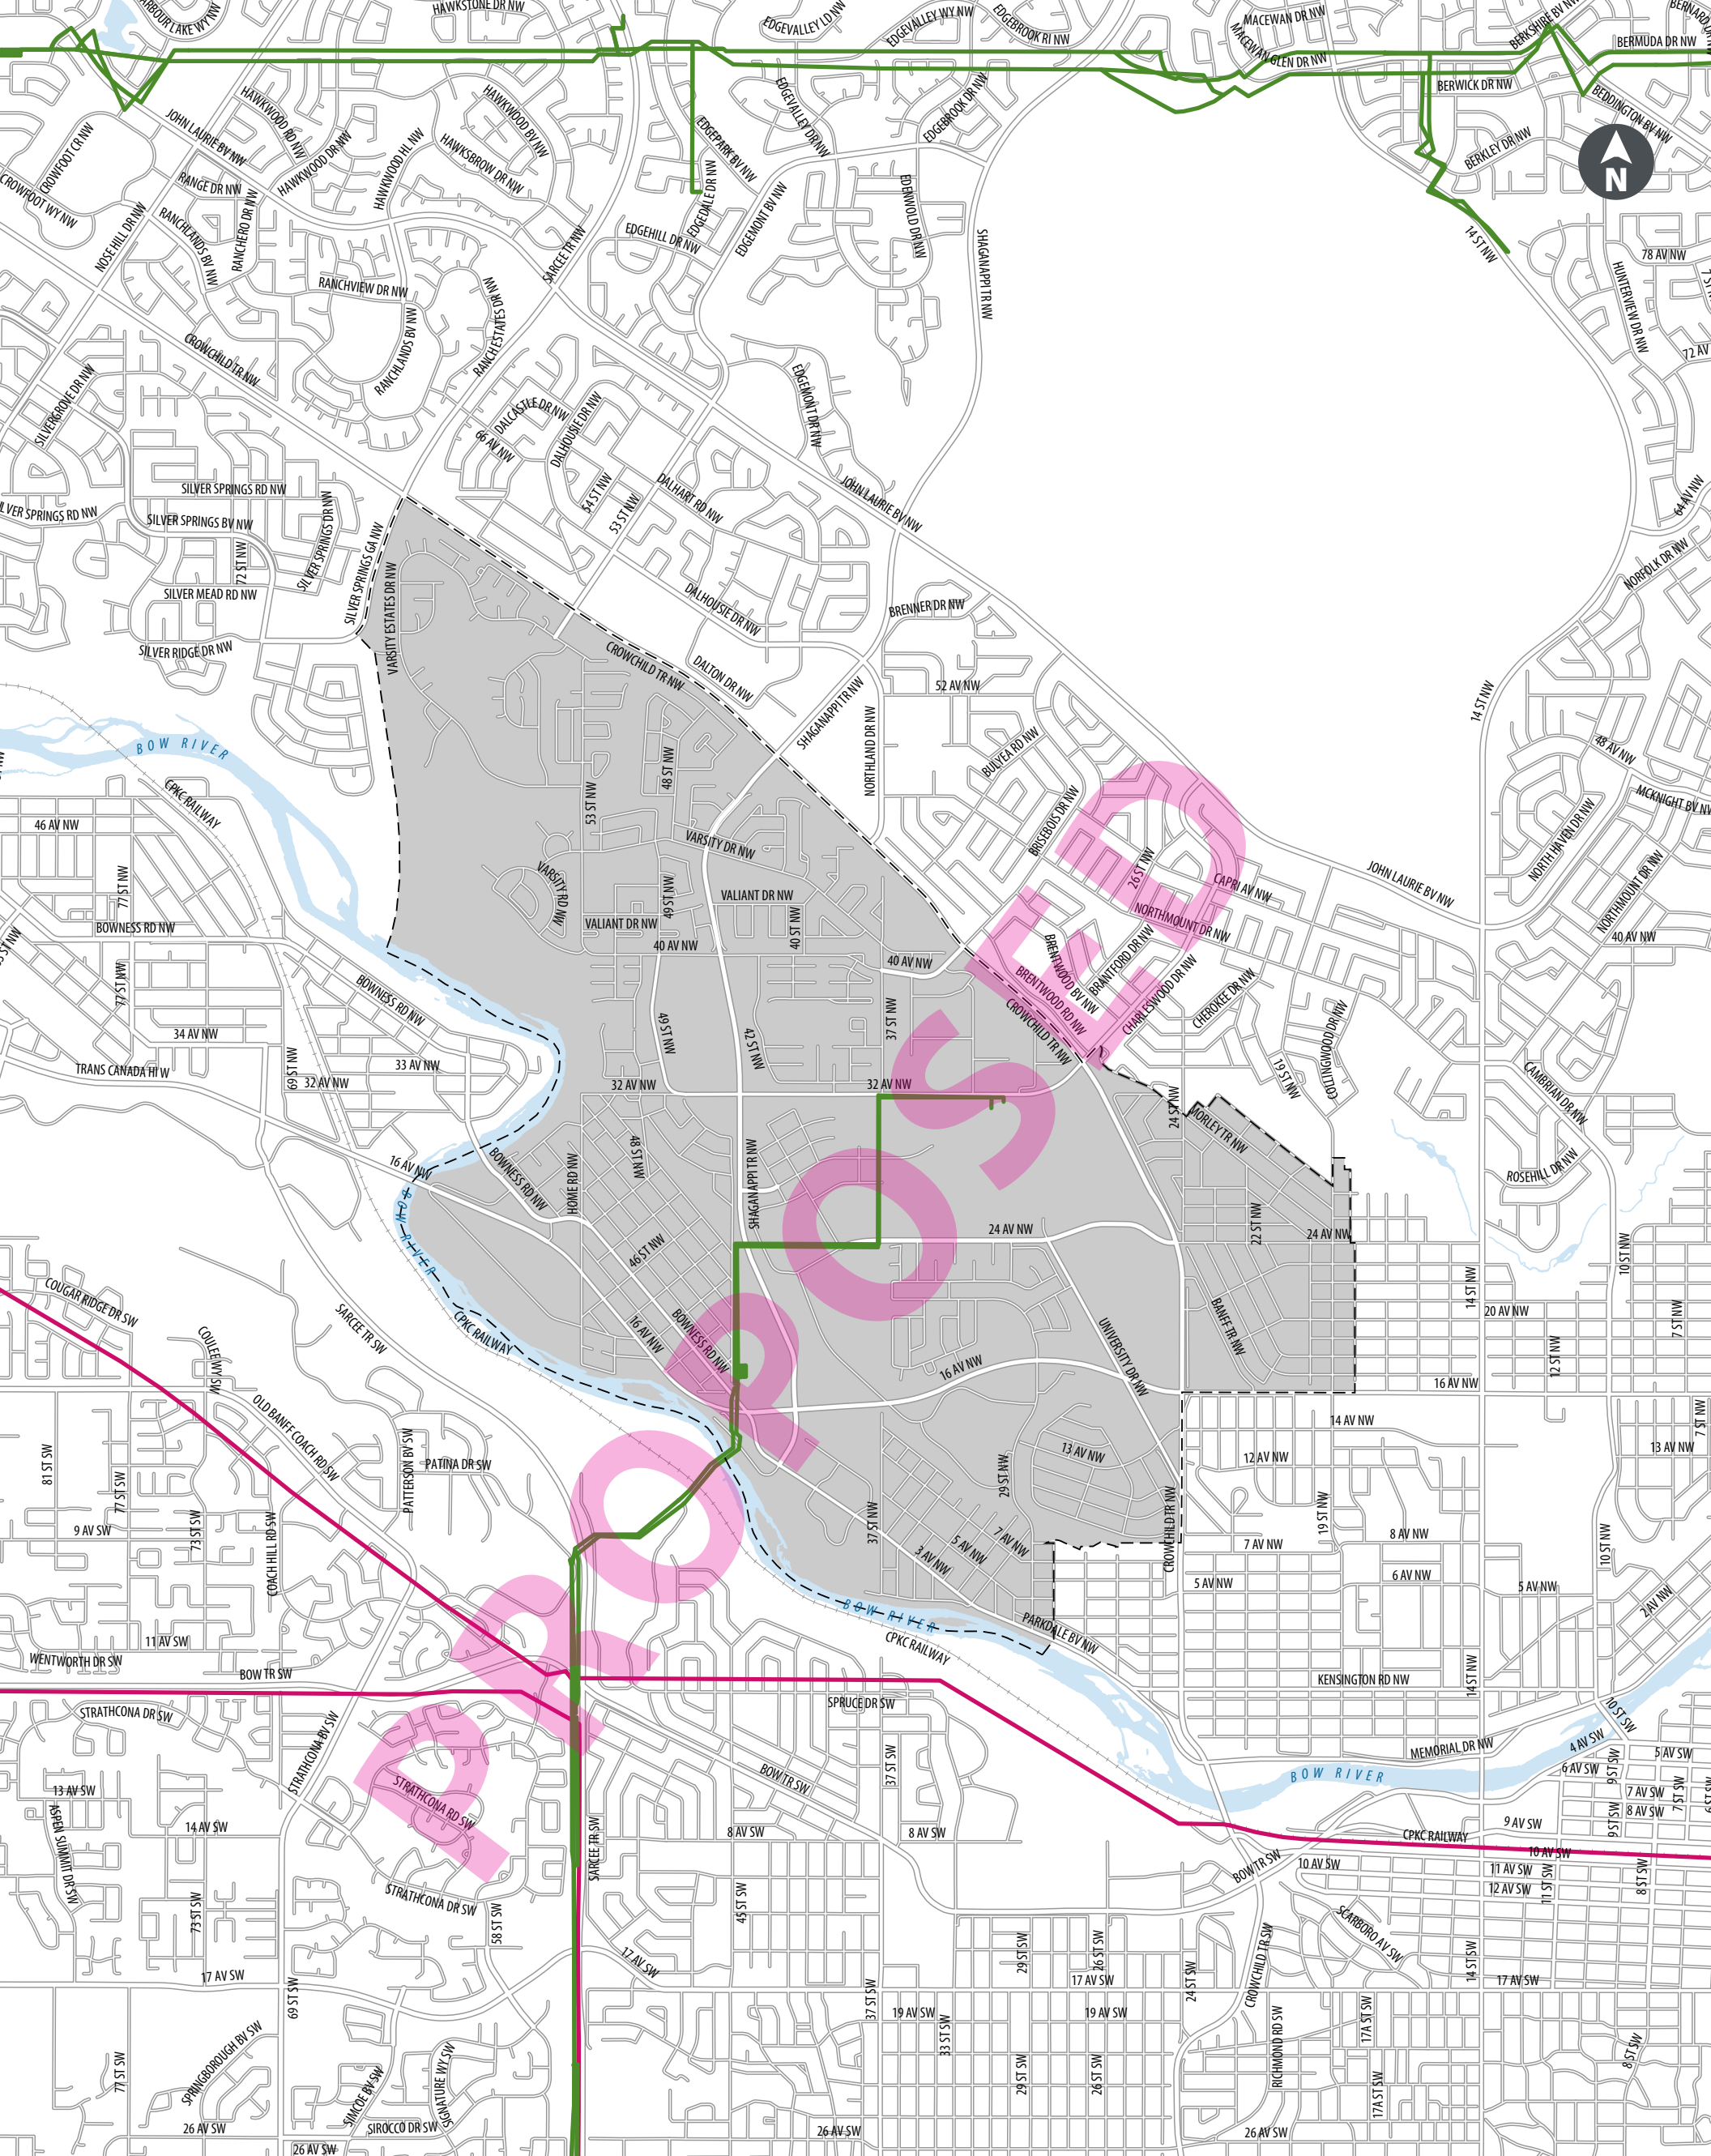 HAWKSTONE DR NW
EDGEVALLEY LD NW
EDGEVALLEY WY NW
EDGEBROOK RI NW
MACEWAN DR NW
MACEWAN GLEN DR NW
BERKSHIRE BV NW
BERMUDA DR NW
BERWICK DR NW
BEDDINGTON BV NW
BERKLEY DR NW
N
HAWKWOOD RD NW
HAWKWOOD BV NW
EDGEVALLEY DR NW
EDGEBROOK DR NW
JOHN LAURIE BV NW
HAWKWOOD DR NW
HAWKWOOD HL NW
HAWKSBROW DR NW
EDGEPARK BV NW
CROWFOOT CR NW
CROWFOOT WY NW
RANGE DR NW
RANCHERO DR NW
RANCHLANDS BV NW
NOSE HILL DR NW
EDGEDALE DR NW
EDGEMONT BV NW
EDENWOLD DR NW
EDGEHILL DR NW
SHAGANAPPI TR NW
SARCEE TR NW
14 ST NW
78 AV NW
HUNTERVIEW DR NW
72 AV
RANCHVIEW DR NW
RANCH ESTATES DR NW
RANCHLANDS BV NW
CROWCHILD TR NW
SILVERGROVE DR NW
DALCASTLE DR NW
DALHOUSIE DR NW
66 AV NW
EDGEMONT DR NW
54 ST NW
53 ST NW
DALHART RD NW
JOHN LAURIE BV NW
64 AV NW
NORFOLK DR NW
SILVER SPRINGS RD NW
SILVER SPRINGS BV NW
SILVER SPRINGS DR NW
72 ST NW
SILVER MEAD RD NW
SILVER SPRINGS GA NW
VARSITY ESTATES DR NW
SILVER RIDGE DR NW
DALHOUSIE DR NW
BRENNER DR NW
CROWCHILD TR NW
DALTON DR NW
52 AV NW
SHAGANAPPI TR NW
NORTHLAND DR NW
14 ST NW
BOW RIVER
BULYEA RD NW
48 AV NW
MCKNIGHT BV NW
CPKC RAILWAY
46 AV NW
48 ST NW
53 ST NW
VARSITY DR NW
BRISEBOIS DR NW
26 ST NW
CAPRI AV NW
JOHN LAURIE BV NW
NORTH HAVEN DR NW
NORTHMOUNT DR NW
77 ST NW
VARSITY RD NW
49 ST NW
VALIANT DR NW
VALIANT DR NW
40 ST NW
40 AV NW
40 AV NW
40 AV NW
NORTHMOUNT DR NW
BOWNESS RD NW
77 ST NW
BOWNESS RD NW
BRENTWOOD BV NW
BRANTFORD DR NW
BRENTWOOD RD NW
CHARLESWOOD DR NW
CHEROKEE DR NW
COLLINGWOOD DR NW
CROWCHILD TR NW
37 ST NW
34 AV NW
49 ST NW
42 ST NW
33 AV NW
TRANS CANADA HI W
69 ST NW
32 AV NW
32 AV NW
32 AV NW
19 ST NW
CAMBRIAN DR NW
24 ST NW
MORLEY TR NW
16 AV NW
BOWNESS RD NW
48 ST NW
HOME RD NW
SHAGANAPPI TR NW
ROSEHILL DR NW
BOW RIVER
46 ST NW
24 AV NW
22 ST NW
24 AV NW
14 ST NW
10 ST NW
20 AV NW
7 ST NW
COUGAR RIDGE DR SW
SARCEE TR SW
CPKC RAILWAY
COULEE WY SW
16 AV NW
BOWNESS RD NW
BANFF TR NW
UNIVERSITY DR NW
12 ST NW
16 AV NW
16 AV NW
OLD BANFF COACH RD SW
14 AV NW
7 ST NW
13 AV NW
13 AV NW
12 AV NW
81 ST SW
PATTERSON BV SW
PATINA DR SW
77 ST SW
29 ST NW
73 ST SW
COACH HILL RD SW
9 AV SW
37 ST NW
3 AV NW
5 AV NW
7 AV NW
CROWCHILD TR NW
19 ST NW
8 AV NW
7 AV NW
10 ST NW
5 AV NW
6 AV NW
5 AV NW
2 AV NW
BOW RIVER
PARKDALE BV NW
CPKC RAILWAY
11 AV SW
WENTWORTH DR SW
BOW TR SW
KENSINGTON RD NW
14 ST NW
STRATHCONA DR SW
STRATHCONA BV SW
SPRUCE DR SW
10 ST SW
4 AV SW
MEMORIAL DR NW
5 AV SW
BOW RIVER
6 AV SW
9 ST SW
7 AV SW
7 ST SW
8 AV SW
13 AV SW
ASPEN SUMMIT DR SW
14 AV SW
STRATHCONA RD SW
BOW TR SW
37 ST SW
8 AV SW
8 AV SW
9 AV SW
9 ST SW
CPKC RAILWAY
10 AV SW
10 AV SW
11 AV SW
12 AV SW
11 ST SW
8 ST SW
BOW TR SW
SARCEE TR SW
STRATHCONA DR SW
73 ST SW
58 ST SW
45 ST SW
SCARBORO AV SW
29 ST SW
26 ST SW
24 ST SW
CROWCHILD TR SW
14 ST SW
17 AV SW
17 AV SW
17 AV SW
17 AV SW
69 ST SW
37 ST SW
19 AV SW
19 AV SW
33 ST SW
17A ST SW
RICHMOND RD SW
8 ST SW
77 ST SW
SPRINGBOROUGH BV SW
SIMCOE BV SW
SIGNATURE WY SW
29 ST SW
26 ST SW
17A ST SW
26 AV SW
SIROCCO DR SW
26 AV SW
26 AV SW
26 AV SW
PROPOSED